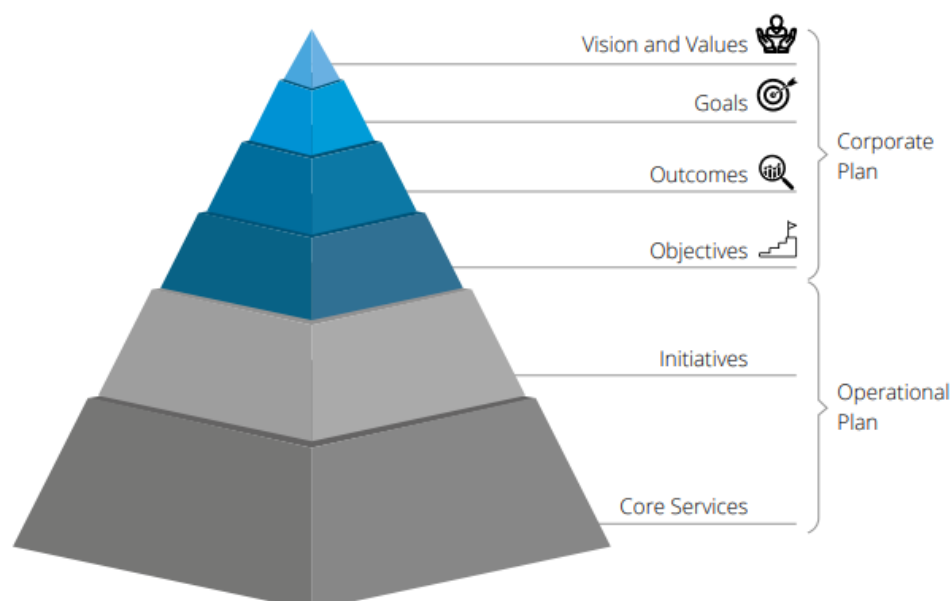 Vision and Values
Goals
Outcomes
Objectives
Corporate
Plan
Initiatives
Core Services
Operational
Plan